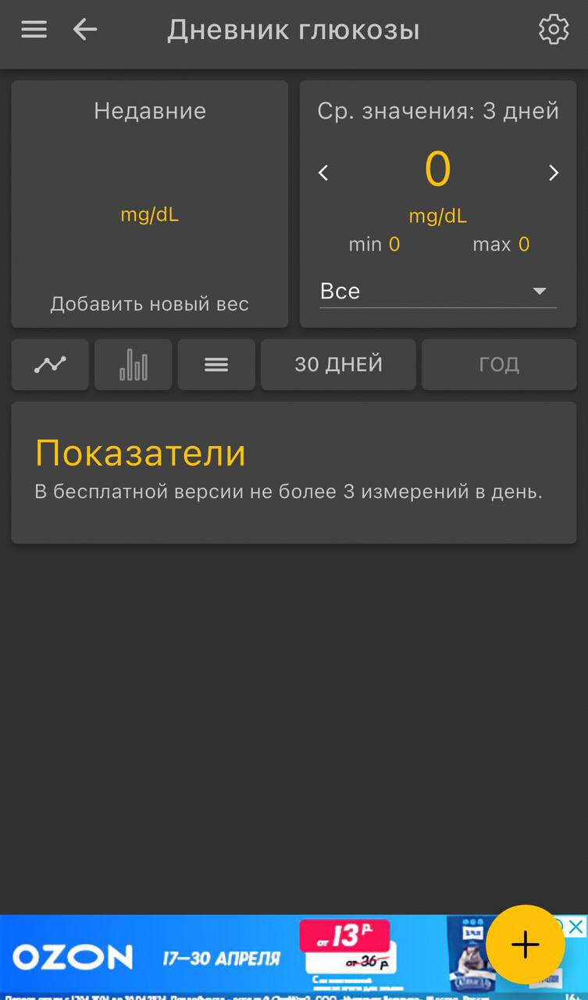 Дневник глюкозы
Недавние
mg/dL
Добавить новый вес
Ср. значения: 3 дней
0
mg/dL
min 0 max 0
Все
30 ДНЕЙ
ГОД
Показатели
В бесплатной версии не более 3 измерений в день.
OZON
17–30 АПРЕЛЯ
от 13 р
от 36 р